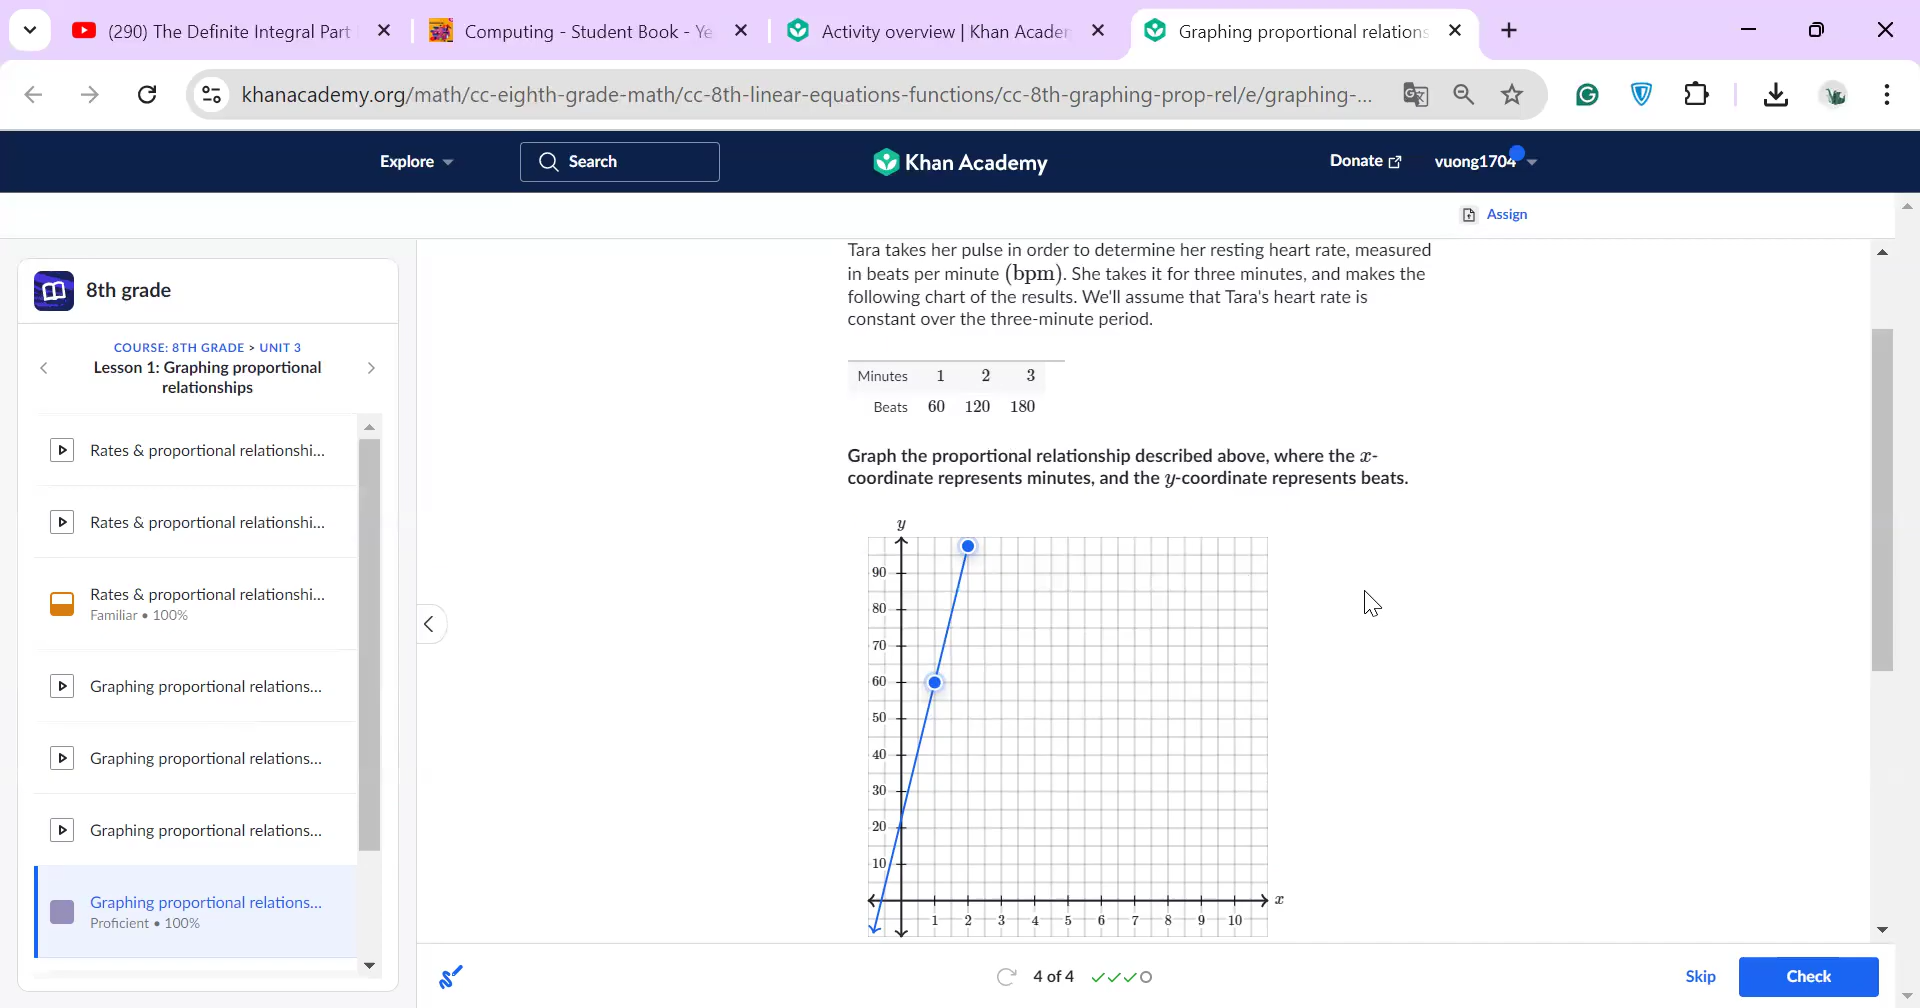 (290) The Definite Integral Part
Computing - Student Book - Ye
Activity overview | Khan Academ
Graphing proportional relations
khanacademy.org/math/cc-eighth-grade-math/cc-8th-linear-equations-functions/cc-8th-graphing-prop-rel/e/graphing-...
Explore
Search
Khan Academy
Donate
vuong1704
Assign
8th grade
COURSE: 8TH GRADE > UNIT 3
Lesson 1: Graphing proportional
relationships
Rates & proportional relationshi...
Rates & proportional relationshi...
Rates & proportional relationshi...
Familiar • 100%
Graphing proportional relations...
Graphing proportional relations...
Graphing proportional relations...
Graphing proportional relations...
Proficient • 100%
Tara takes her pulse in order to determine her resting heart rate, measured
in beats per minute (bpm). She takes it for three minutes, and makes the
following chart of the results. We'll assume that Tara's heart rate is
constant over the three-minute period.
Minutes 1 2 3
Beats 60 120 180
Graph the proportional relationship described above, where the x-
coordinate represents minutes, and the y-coordinate represents beats.
y
90
80
70
60
50
40
30
20
10
x
1 2 3 4 5 6 7 8 9 10
4 of 4
Skip
Check